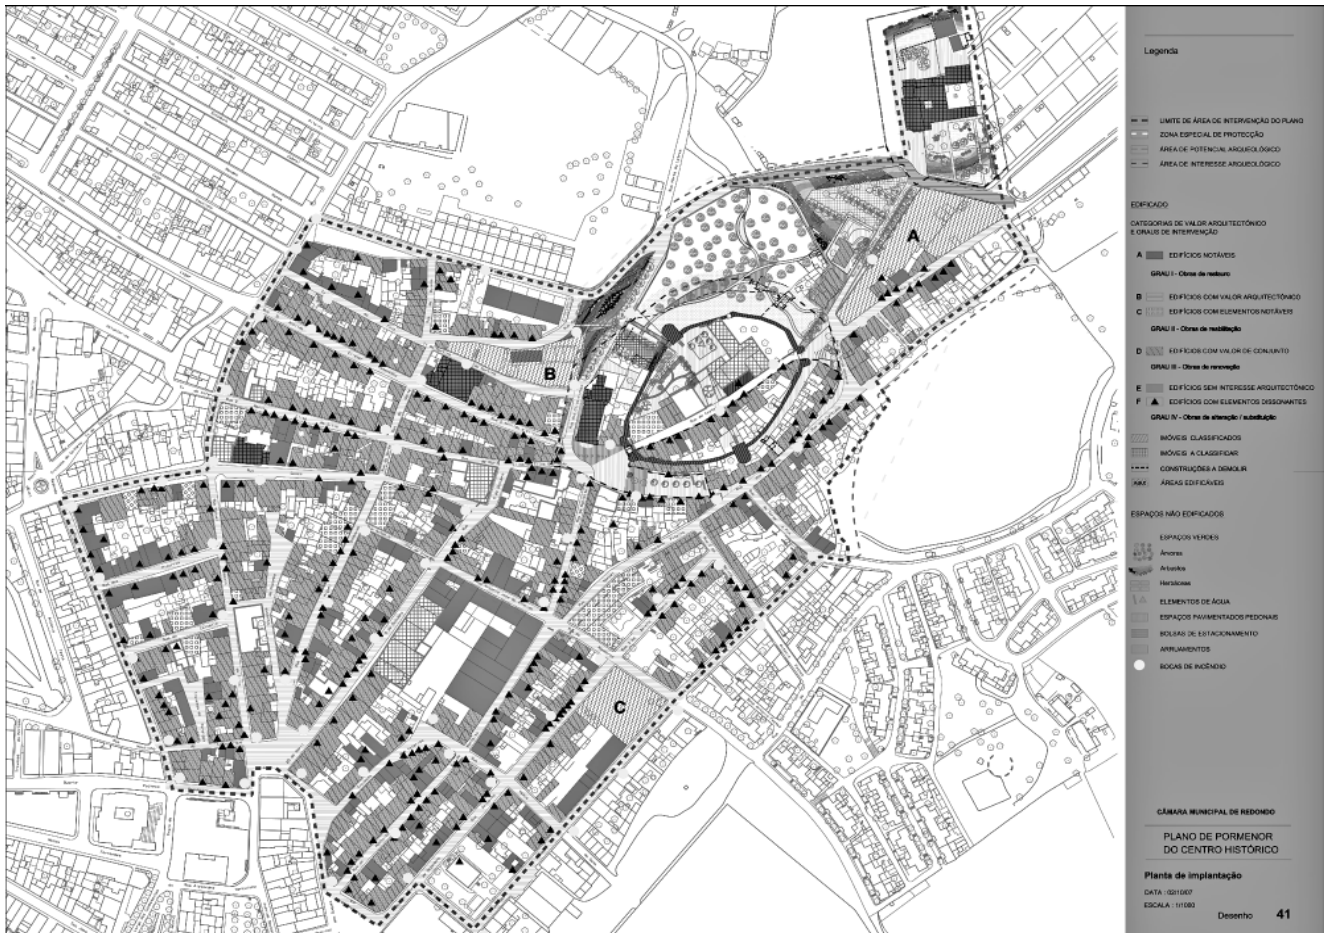 Legenda
LIMITE DE ÁREA DE INTERVENÇÃO DO PLANO
ZONA ESPECIAL DE PROTECÇÃO
ÁREA DE POTENCIAL ARQUEOLÓGICO
ÁREA DE INTERESSE ARQUEOLÓGICO
EDIFICADO
CATEGORIAS DE VALOR ARQUITECTÓNICO
E GRAUS DE INTERVENÇÃO
A EDIFÍCIOS NOTÁVEIS
GRAU I - Obras de restauro
B EDIFÍCIOS COM VALOR ARQUITECTÓNICO
C EDIFÍCIOS COM ELEMENTOS NOTÁVEIS
GRAU II - Obras de reabilitação
D EDIFÍCIOS COM VALOR DE CONJUNTO
GRAU III - Obras de renovação
E EDIFÍCIOS SEM INTERESSE ARQUITECTÓNICO
F EDIFÍCIOS COM ELEMENTOS DISSONANTES
GRAU IV - Obras de alteração / substituição
IMÓVEIS CLASSIFICADOS
IMÓVEIS A CLASSIFICAR
CONSTRUÇÕES A DEMOLIR
ÁREAS EDIFICÁVEIS
ESPAÇOS NÃO EDIFICADOS
ESPAÇOS VERDES
Árvores
Arbustos
Herbáceas
ELEMENTOS DE ÁGUA
ESPAÇOS PAVIMENTADOS PEDONAIS
BOLSAS DE ESTACIONAMENTO
ARRUAMENTOS
BOCAS DE INCÊNDIO
CÂMARA MUNICIPAL DE REDONDO
PLANO DE PORMENOR
DO CENTRO HISTÓRICO
Planta de implantação
DATA : 02/10/07
ESCALA : 1/1000
Desenho 41
A
B
C